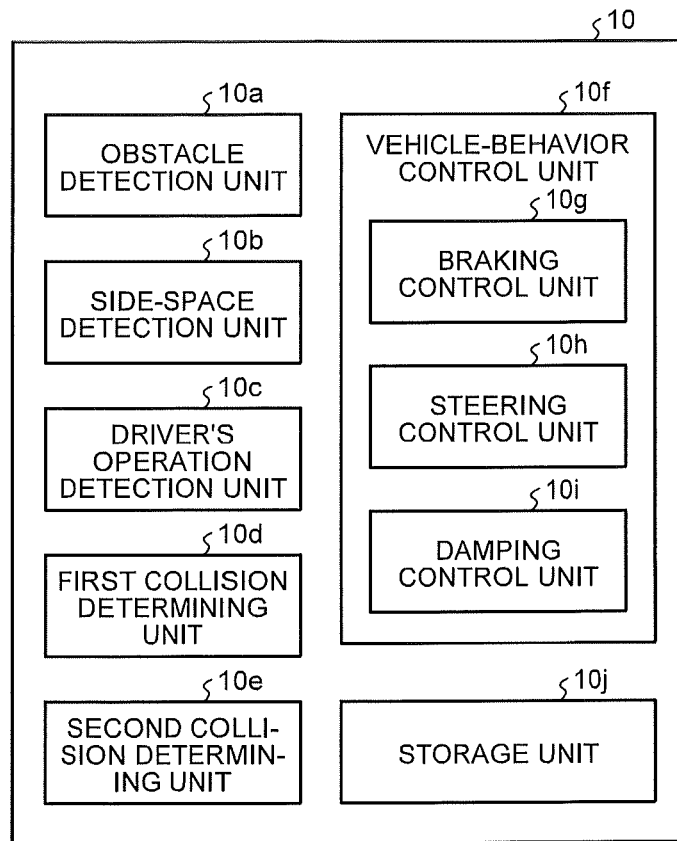 10
10a
OBSTACLE
DETECTION UNIT
10b
SIDE-SPACE
DETECTION UNIT
10c
DRIVER'S
OPERATION
DETECTION UNIT
10d
FIRST COLLISION
DETERMINING
UNIT
10e
SECOND COLLI-
SION DETERMIN-
ING UNIT
10f
VEHICLE-BEHAVIOR
CONTROL UNIT
10g
BRAKING
CONTROL UNIT
10h
STEERING
CONTROL UNIT
10i
DAMPING
CONTROL UNIT
10j
STORAGE UNIT